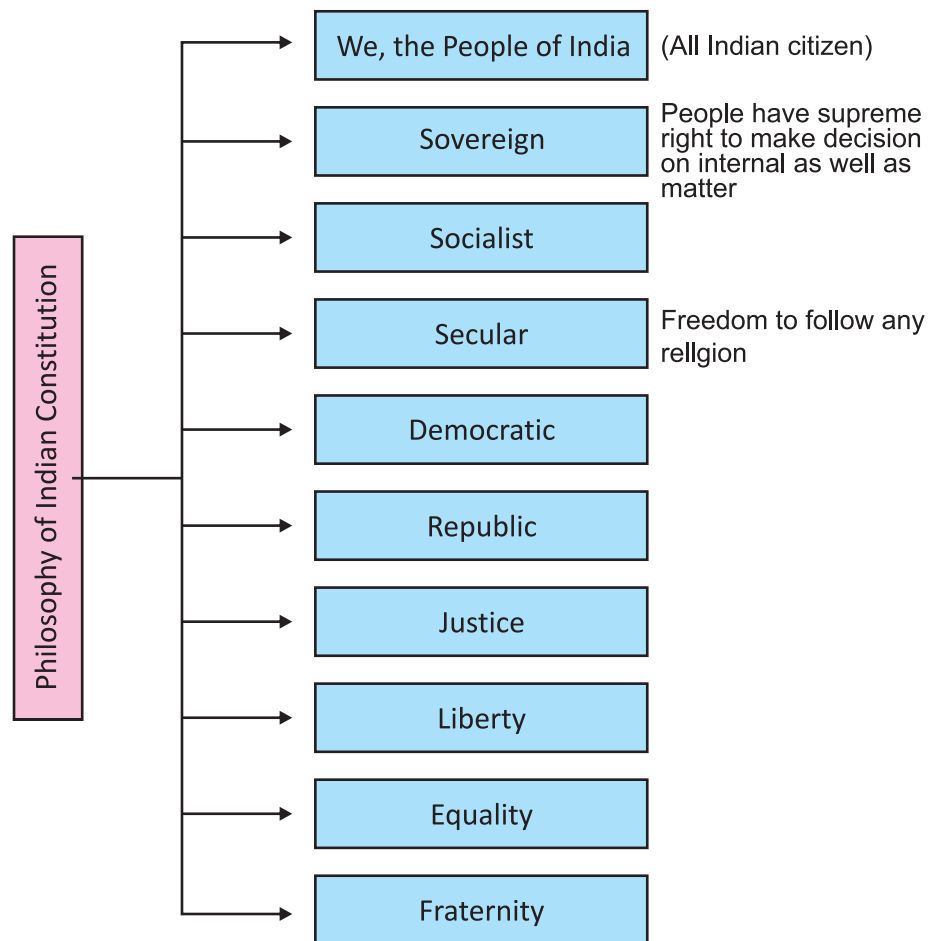 Philosophy of Indian Constitution
We, the People of India
(All Indian citizen)
Sovereign
People have supreme
right to make decision
on internal as well as
matter
Socialist
Secular
Freedom to follow any
rellgion
Democratic
Republic
Justice
Liberty
Equality
Fraternity